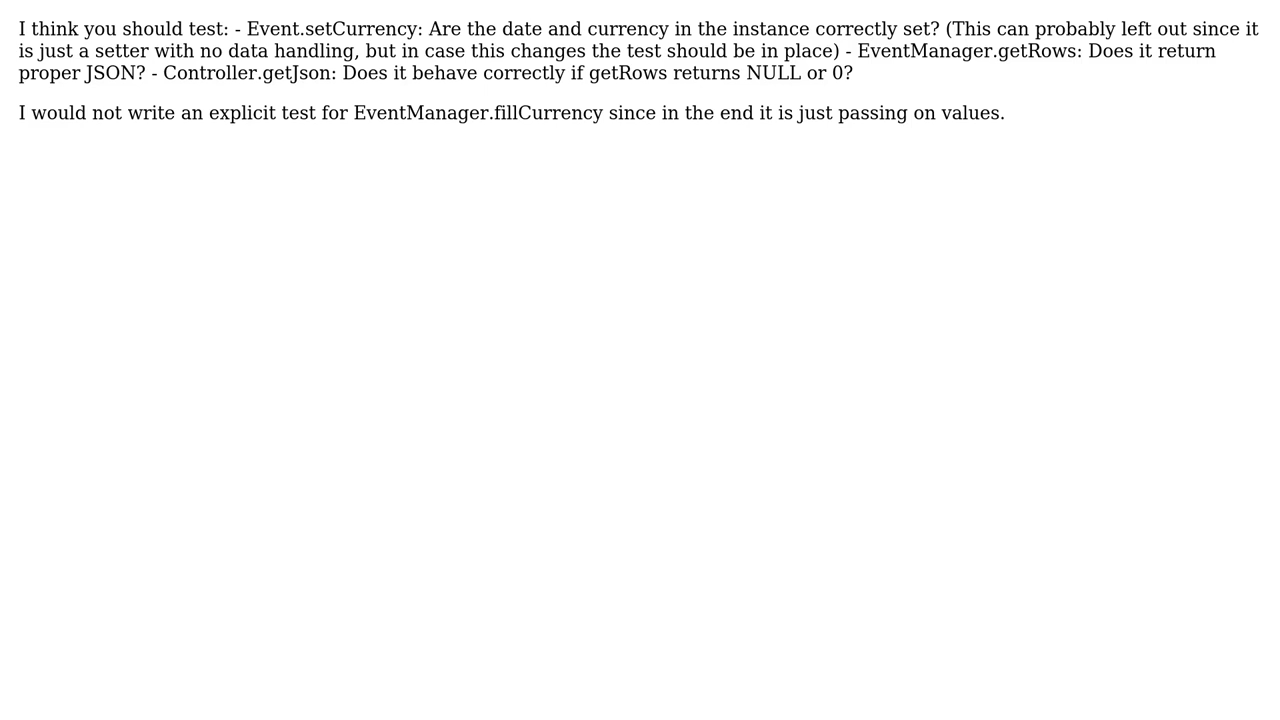 I think you should test: - Event.setCurrency: Are the date and currency in the instance correctly set? (This can probably left out since it
is just a setter with no data handling, but in case this changes the test should be in place) - EventManager.getRows: Does it return
proper JSON? - Controller.getJson: Does it behave correctly if getRows returns NULL or 0?
I would not write an explicit test for EventManager.fillCurrency since in the end it is just passing on values.